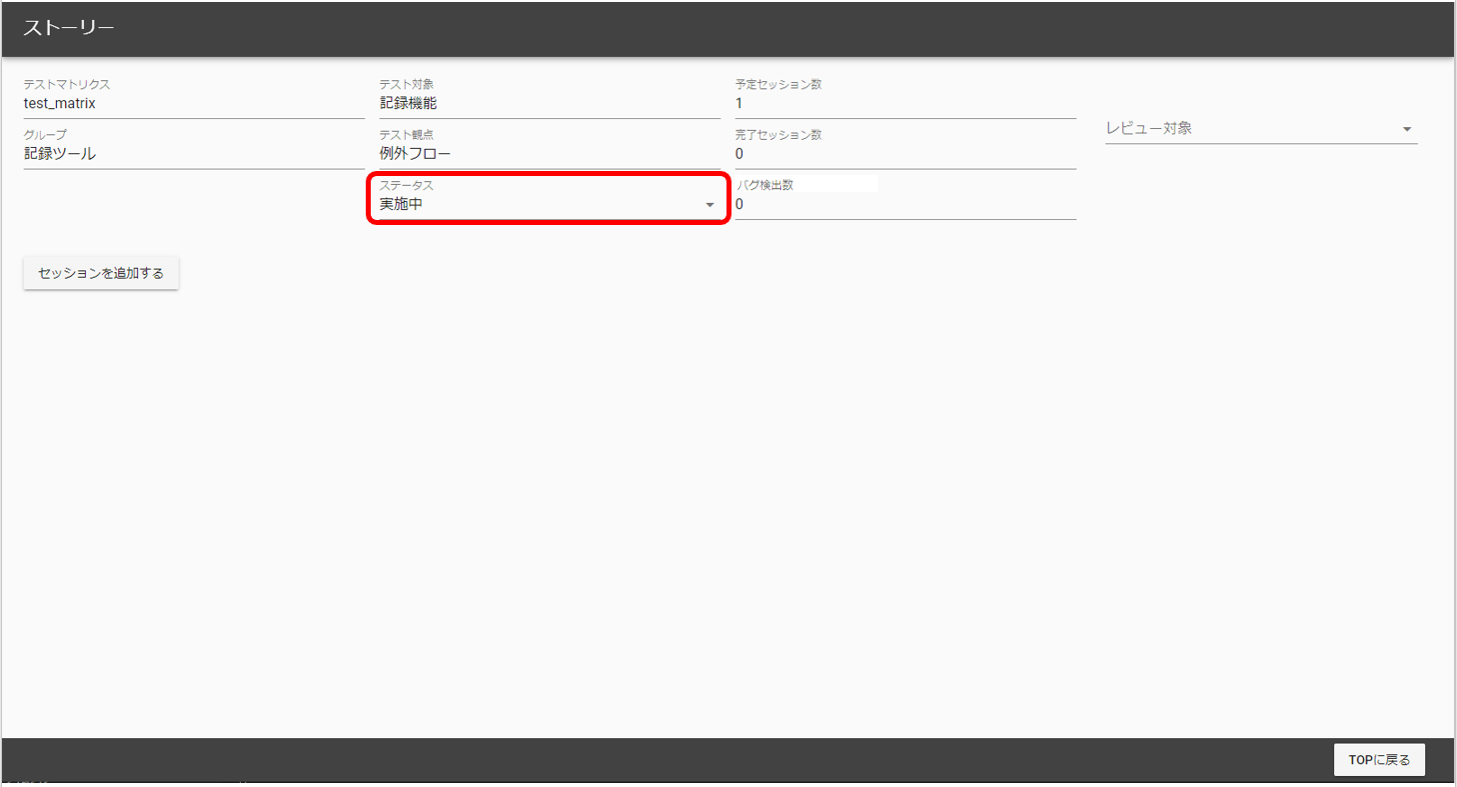 ストーリー
テストマトリクス
test_matrix
テスト対象
記録機能
予定セッション数
1
グループ
記録ツール
テスト観点
例外フロー
完了セッション数
0
レビュー対象
ステータス
実施中
バグ検出数
0
セッションを追加する
TOPに戻る